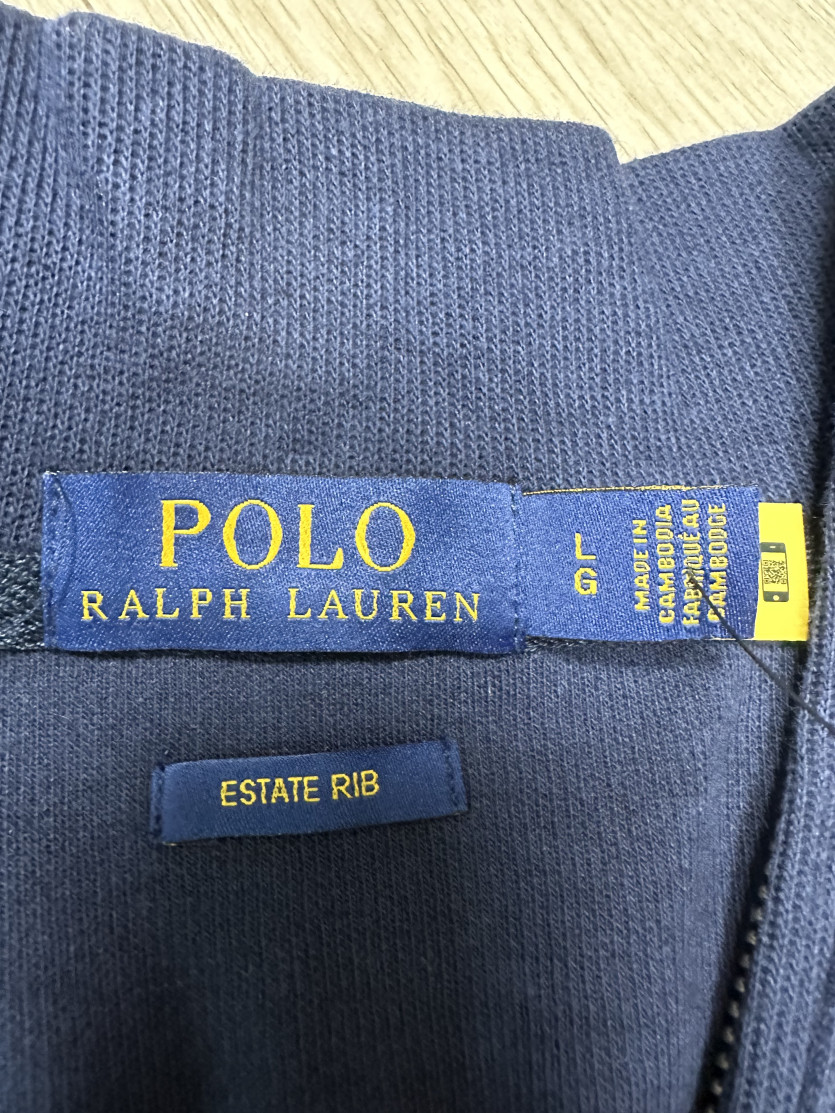 POLO
RALPH LAUREN
L
G
MADE IN
CAMBODIA
FABRIQUÉ AU
CAMBODGE
ESTATE RIB